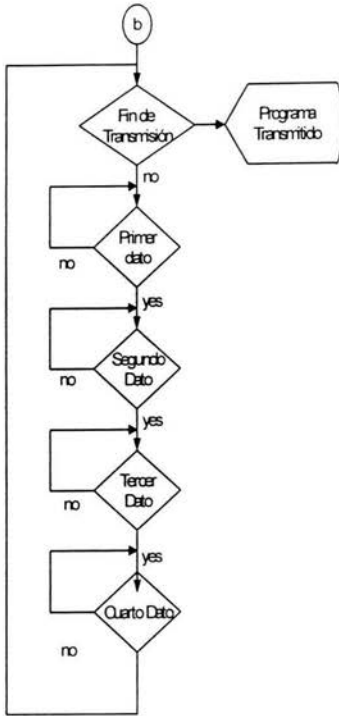 b
Fin de
Transmisión
Programa
Transmitido
no
Primer
dato
no
yes
Segundo
Dato
no
yes
Tercer
Dato
no
yes
Cuarto Dato
no